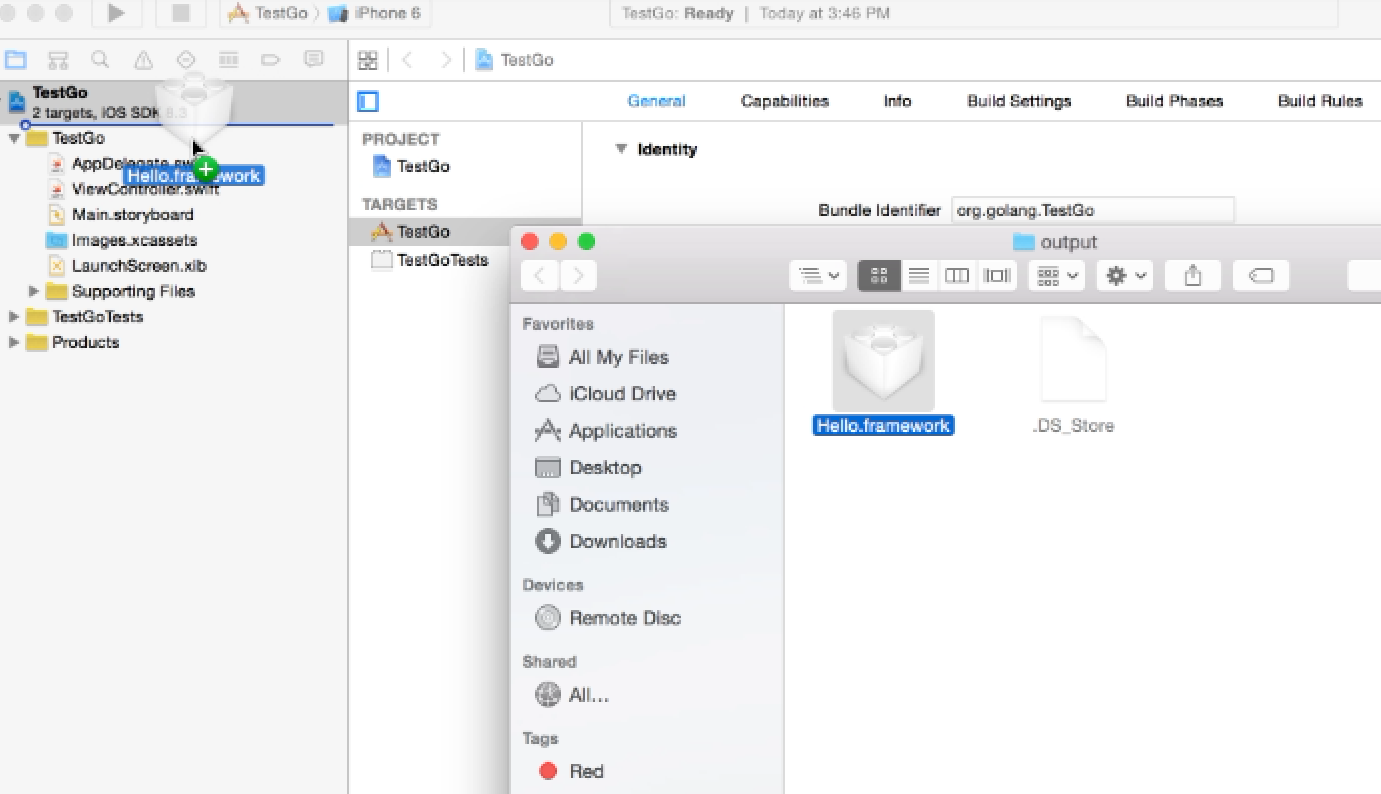 TestGo 〉 iPhone 6
TestGo: Ready | Today at 3:46 PM
TestGo
2 targets, iOS SDK 8.3
TestGo
AppDelegate.swift
Hello.framework
ViewController.swift
Main.storyboard
Images.xcassets
LaunchScreen.xib
Supporting Files
TestGoTests
Products
TestGo
General Capabilities Info Build Settings Build Phases Build Rules
PROJECT
TestGo
TARGETS
TestGo
TestGoTests
Identity
Bundle Identifier org.golang.TestGo
output
Favorites
All My Files
iCloud Drive
Applications
Desktop
Documents
Downloads
Devices
Remote Disc
Shared
All...
Tags
Red
Hello.framework
.DS_Store